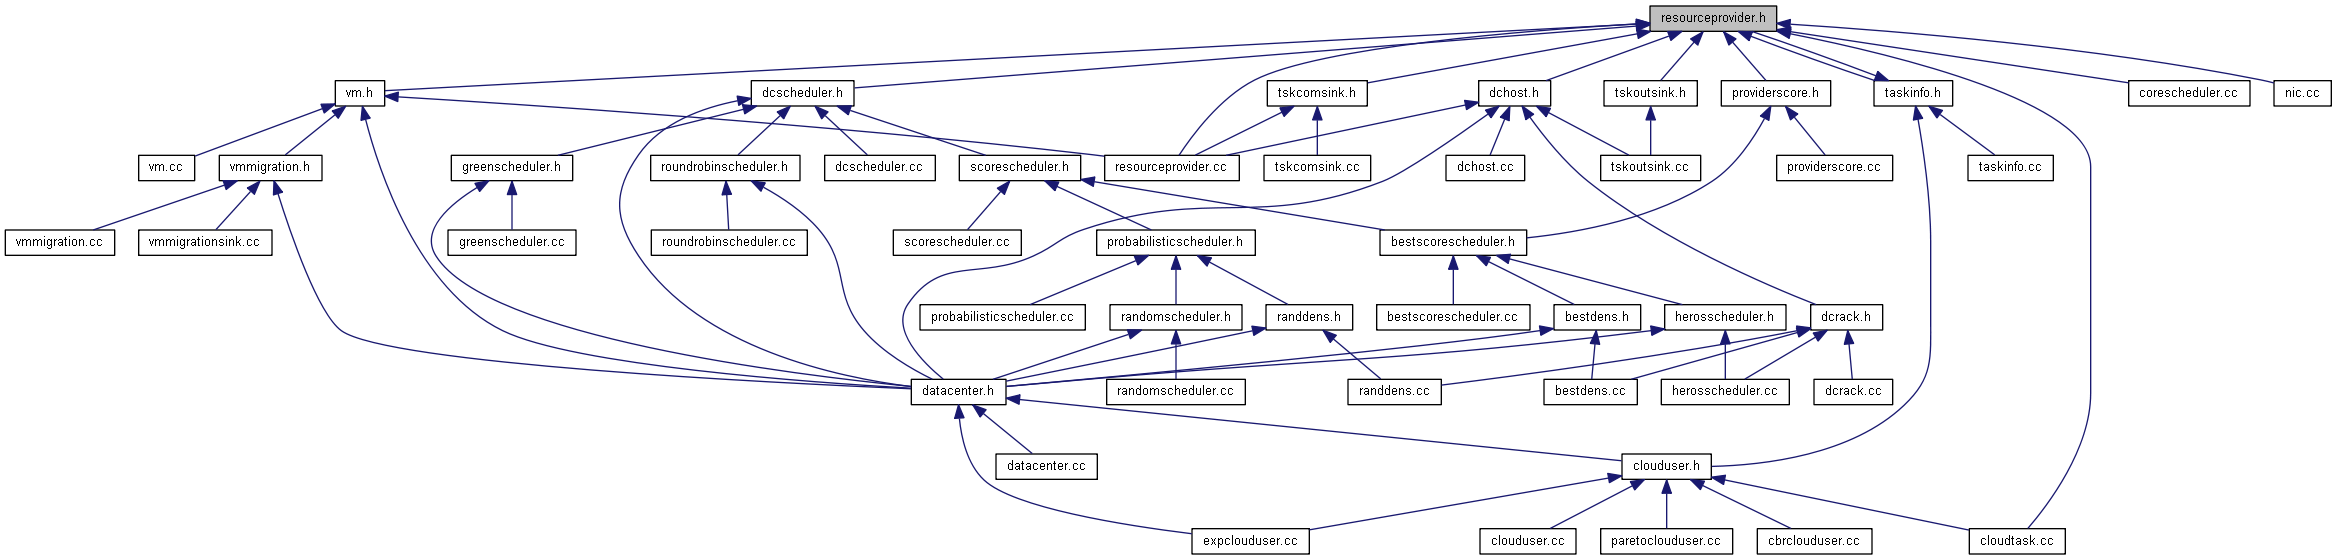 resourceprovider.h
vm.h
dcscheduler.h
tskcomsink.h
dchost.h
tskoutsink.h
providerscore.h
taskinfo.h
corescheduler.cc
nic.cc
vm.cc
vmmigration.h
greenscheduler.h
roundrobinscheduler.h
dcscheduler.cc
scorescheduler.h
resourceprovider.cc
tskcomsink.cc
dchost.cc
tskoutsink.cc
providerscore.cc
taskinfo.cc
vmmigration.cc
vmmigrationsink.cc
greenscheduler.cc
roundrobinscheduler.cc
scorescheduler.cc
probabilisticscheduler.h
bestscorescheduler.h
probabilisticscheduler.cc
randomscheduler.h
randdens.h
bestscorescheduler.cc
bestdens.h
herosscheduler.h
dcrack.h
datacenter.h
randomscheduler.cc
randdens.cc
bestdens.cc
herosscheduler.cc
dcrack.cc
datacenter.cc
clouduser.h
expclouduser.cc
clouduser.cc
paretoclouduser.cc
cbrclouduser.cc
cloudtask.cc